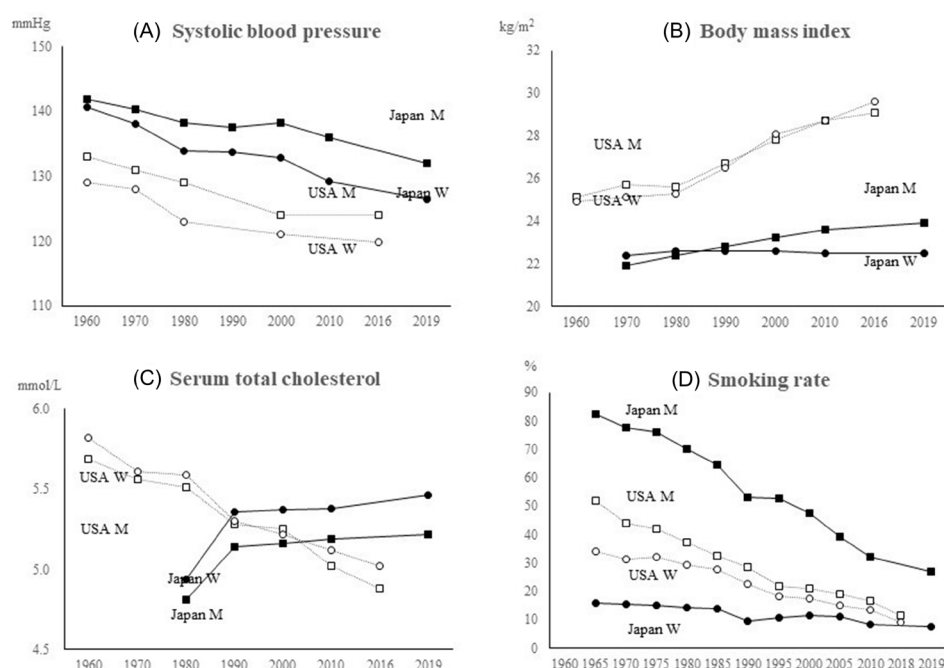 mmHg
(A) Systolic blood pressure
150
140
130
120
110
Japan M
USA M
Japan W
USA W
1960 1970 1980 1990 2000 2010 2016 2019
kg/m²
(B) Body mass index
32
30
28
26
24
22
20
USA M
USA W
Japan M
Japan W
1960 1970 1980 1990 2000 2010 2016 2019
mmol/L
(C) Serum total cholesterol
6.0
5.5
5.0
4.5
USA W
USA M
Japan W
Japan M
1960 1970 1980 1990 2000 2010 2016 2019
%
(D) Smoking rate
90
80
70
60
50
40
30
20
10
0
Japan M
USA M
USA W
Japan W
1960 1965 1970 1975 1980 1985 1990 1995 2000 2005 2010 2018 2019